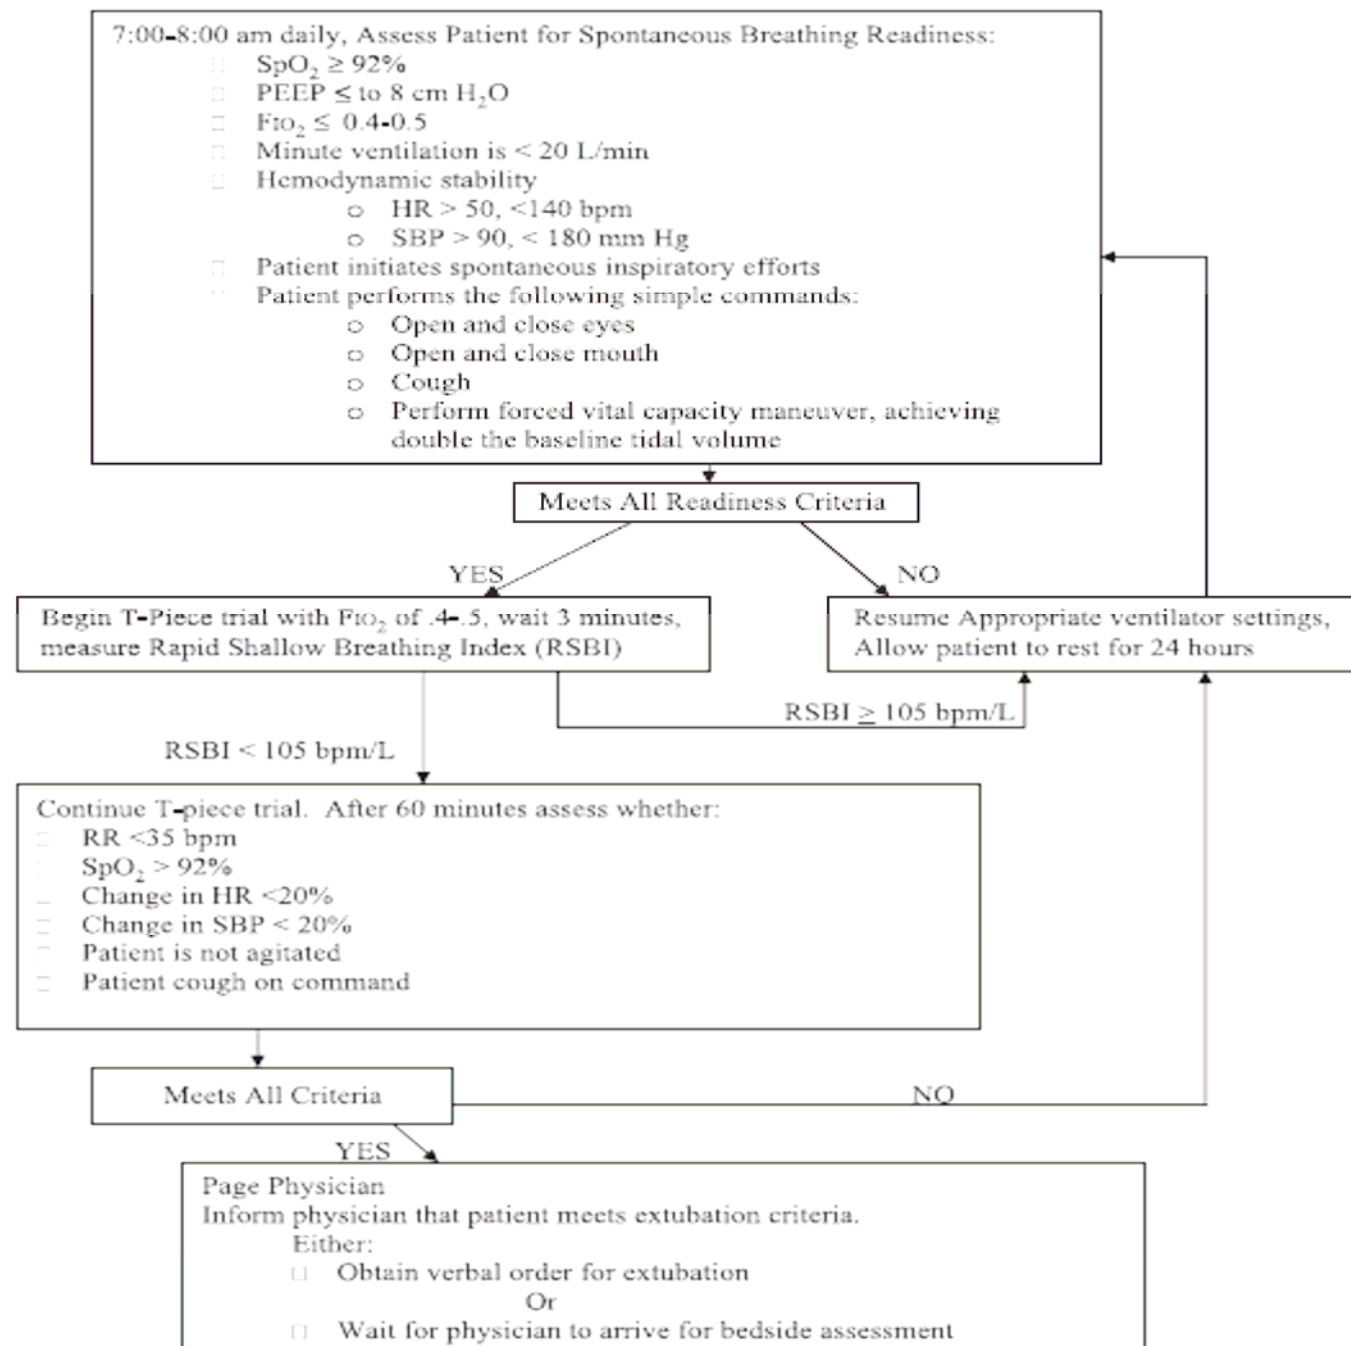 7:00-8:00 am daily, Assess Patient for Spontaneous Breathing Readiness:
SpO₂ ≥ 92%
PEEP ≤ to 8 cm H₂O
FIO₂ ≤ 0.4-0.5
Minute ventilation is < 20 L/min
Hemodynamic stability
o HR > 50, <140 bpm
o SBP > 90, < 180 mm Hg
Patient initiates spontaneous inspiratory efforts
Patient performs the following simple commands:
o Open and close eyes
o Open and close mouth
o Cough
o Perform forced vital capacity maneuver, achieving
double the baseline tidal volume
Meets All Readiness Criteria
YES
NO
Begin T-Piece trial with FIO₂ of .4-.5, wait 3 minutes,
measure Rapid Shallow Breathing Index (RSBI)
Resume Appropriate ventilator settings,
Allow patient to rest for 24 hours
RSBI ≥ 105 bpm/L
RSBI < 105 bpm/L
Continue T-piece trial. After 60 minutes assess whether:
RR <35 bpm
SpO₂ > 92%
Change in HR <20%
Change in SBP < 20%
Patient is not agitated
Patient cough on command
Meets All Criteria
NO
YES
Page Physician
Inform physician that patient meets extubation criteria.
Either:
Obtain verbal order for extubation
Or
Wait for physician to arrive for bedside assessment